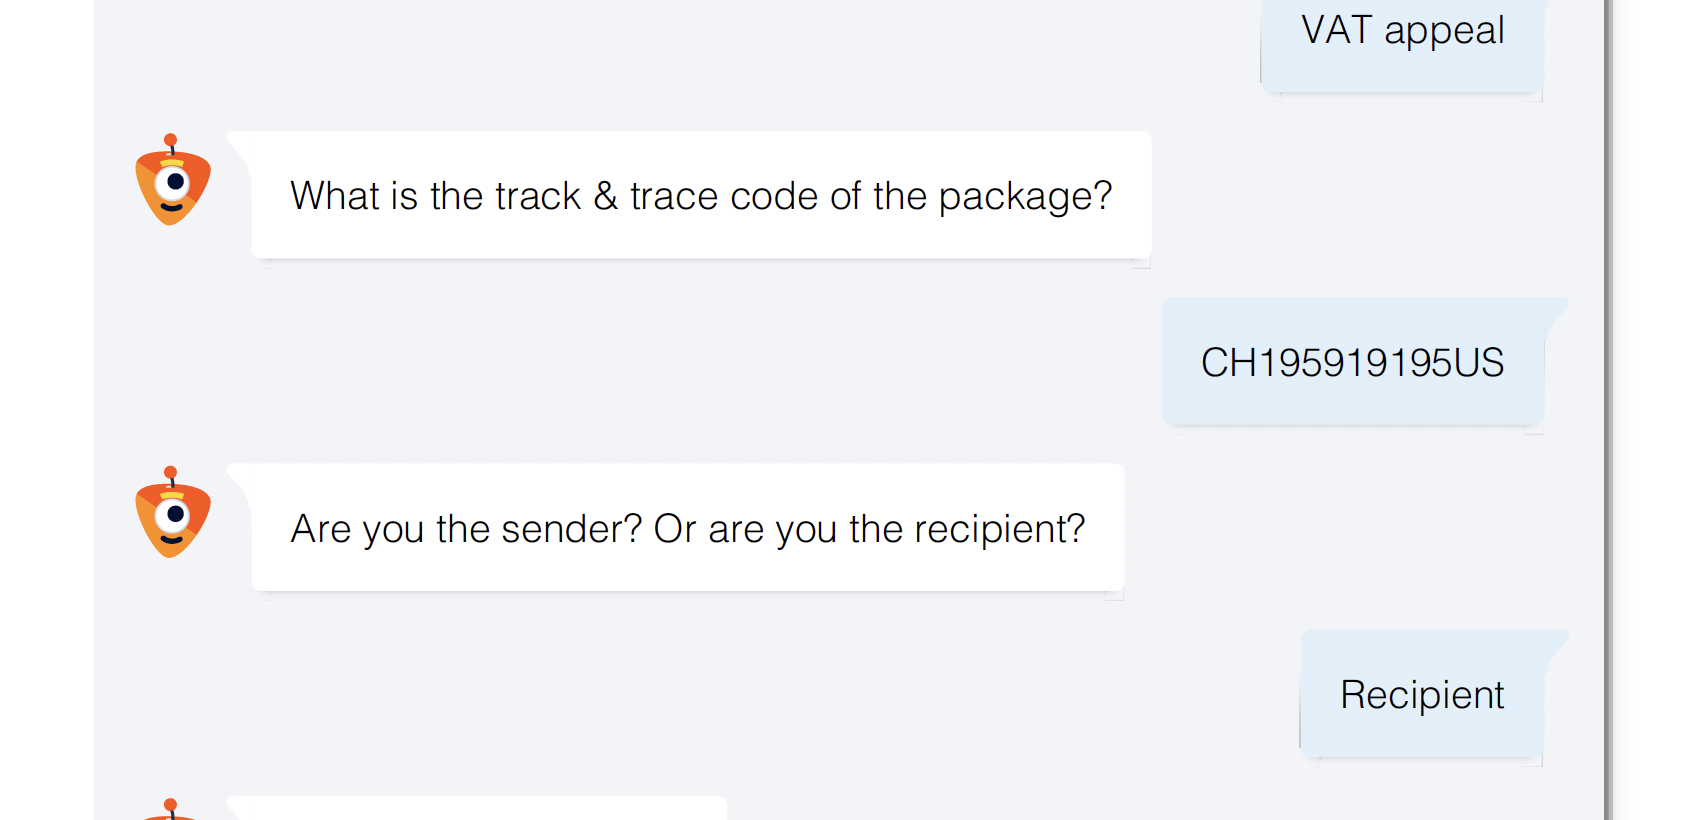 VAT appeal
What is the track & trace code of the package?
CH195919195US
Are you the sender? Or are you the recipient?
Recipient